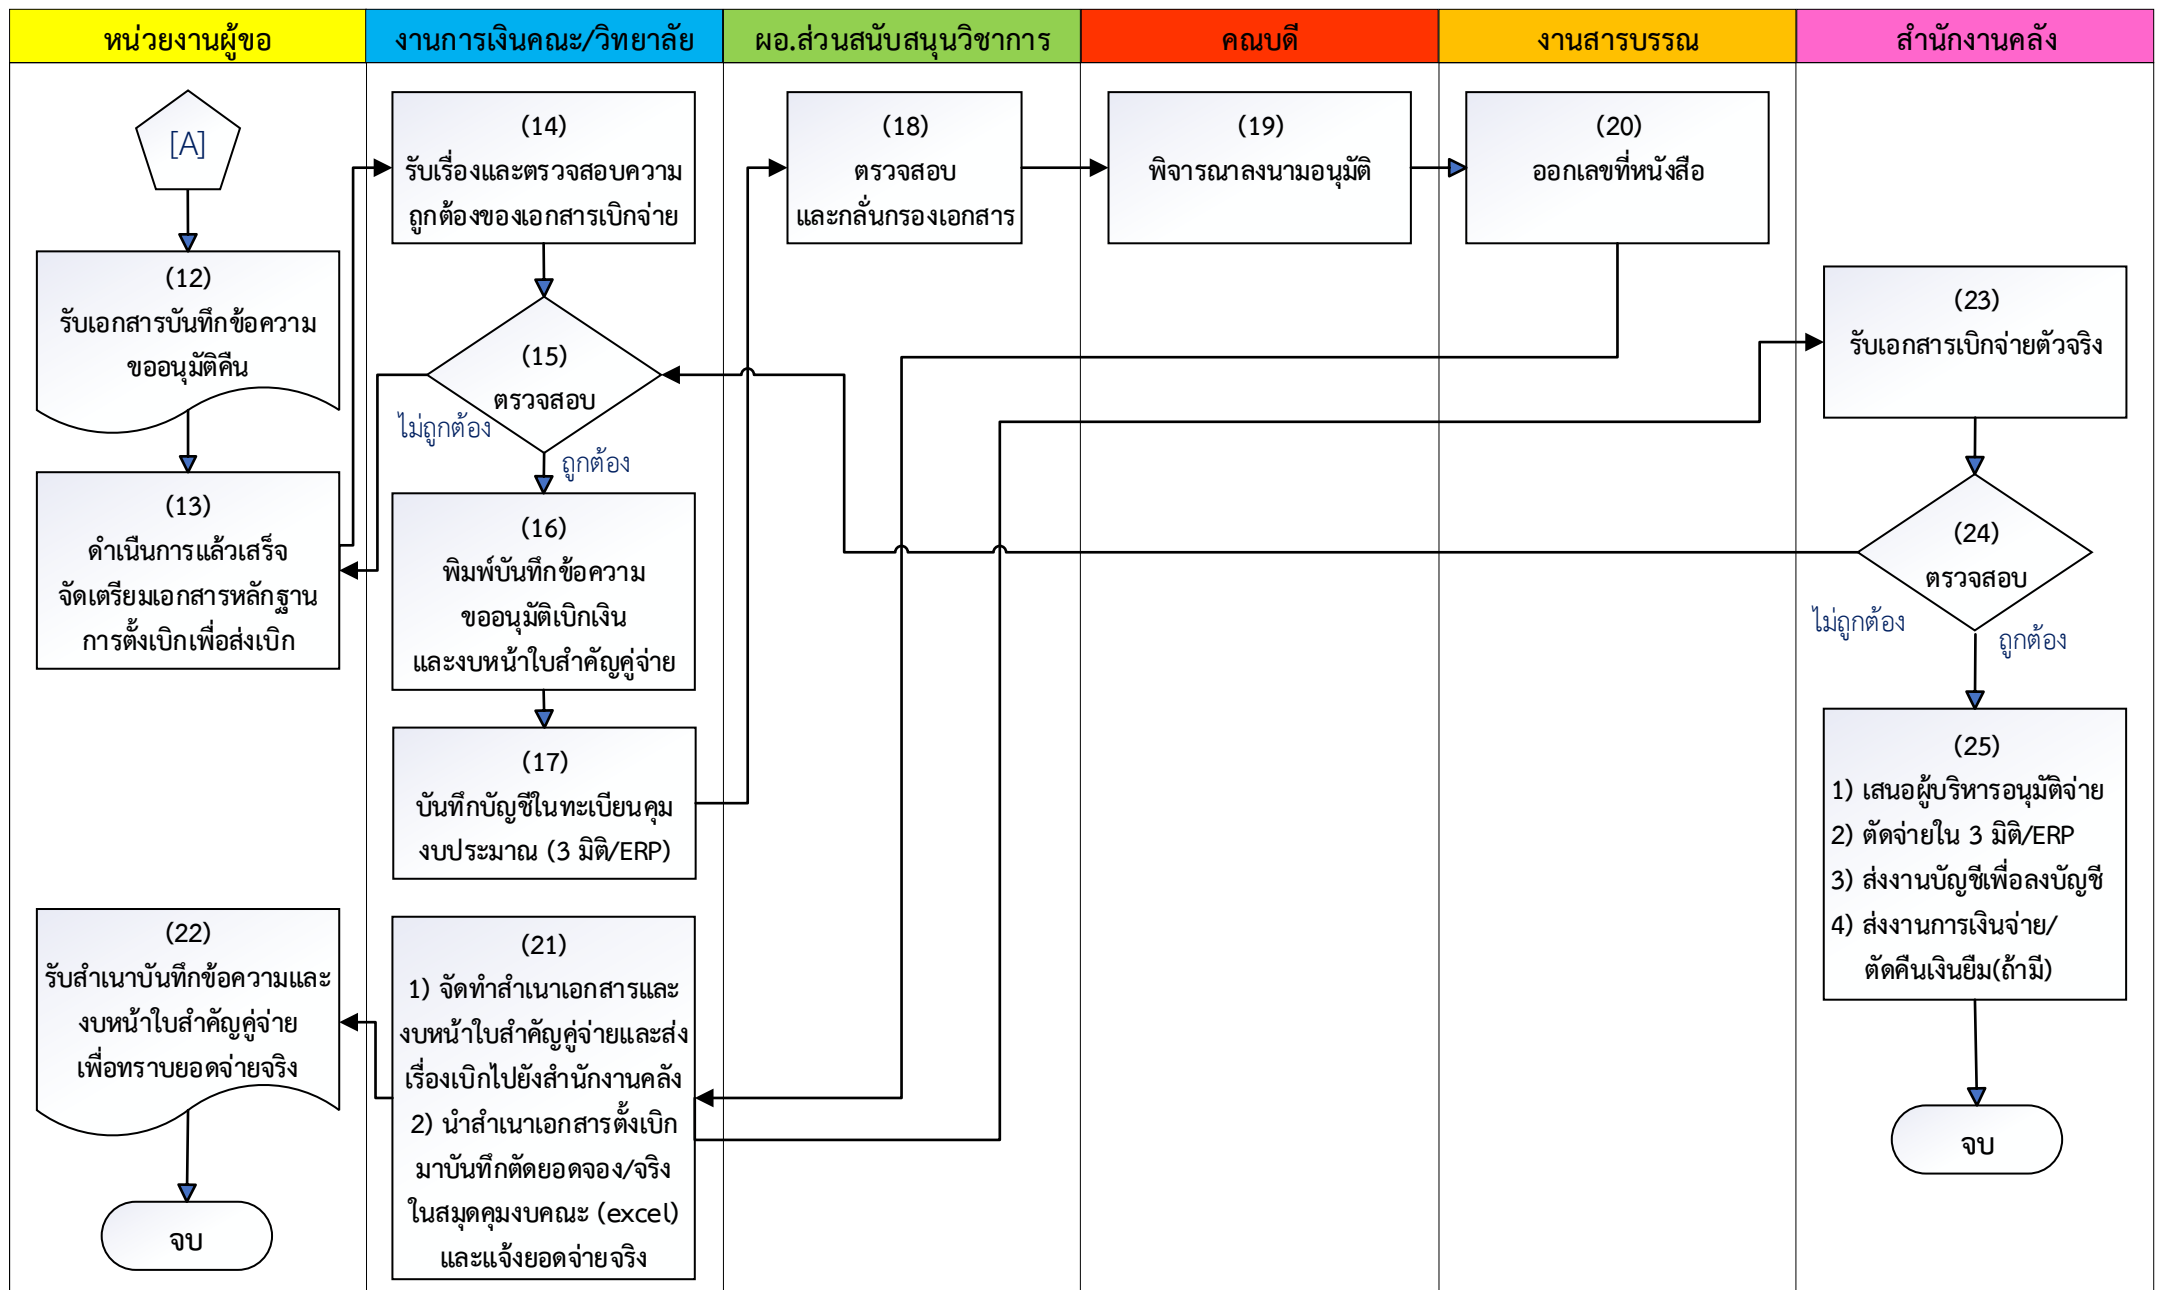 หน่วยงานผู้ขอ
งานการเงินคณะ/วิทยาลัย
ผอ.ส่วนสนับสนุนวิชาการ
คณบดี
งานสารบรรณ
สำนักงานคลัง
[A]
(12)
รับเอกสารบันทึกข้อความ
ขออนุมัติคืน
(13)
ดำเนินการแล้วเสร็จ
จัดเตรียมเอกสารหลักฐาน
การตั้งเบิกเพื่อส่งเบิก
(14)
รับเรื่องและตรวจสอบความ
ถูกต้องของเอกสารเบิกจ่าย
(15)
ตรวจสอบ
ไม่ถูกต้อง
ถูกต้อง
(16)
พิมพ์บันทึกข้อความ
ขออนุมัติเบิกเงิน
และงบหน้าใบสำคัญคู่จ่าย
(17)
บันทึกบัญชีในทะเบียนคุม
งบประมาณ (3 มิติ/ERP)
(18)
ตรวจสอบ
และกลั่นกรองเอกสาร
(19)
พิจารณาลงนามอนุมัติ
(20)
ออกเลขที่หนังสือ
(21)
1) จัดทำสำเนาเอกสารและ
งบหน้าใบสำคัญคู่จ่ายและส่ง
เรื่องเบิกไปยังสำนักงานคลัง
2) นำสำเนาเอกสารตั้งเบิก
มาบันทึกตัดยอดจอง/จริง
ในสมุดคุมงบคณะ (excel)
และแจ้งยอดจ่ายจริง
(22)
รับสำเนาบันทึกข้อความและ
งบหน้าใบสำคัญคู่จ่าย
เพื่อทราบยอดจ่ายจริง
จบ
(23)
รับเอกสารเบิกจ่ายตัวจริง
(24)
ตรวจสอบ
ไม่ถูกต้อง
ถูกต้อง
(25)
1) เสนอผู้บริหารอนุมัติจ่าย
2) ตัดจ่ายใน 3 มิติ/ERP
3) ส่งงานบัญชีเพื่อลงบัญชี
4) ส่งงานการเงินจ่าย/
ตัดคืนเงินยืม(ถ้ามี)
จบ